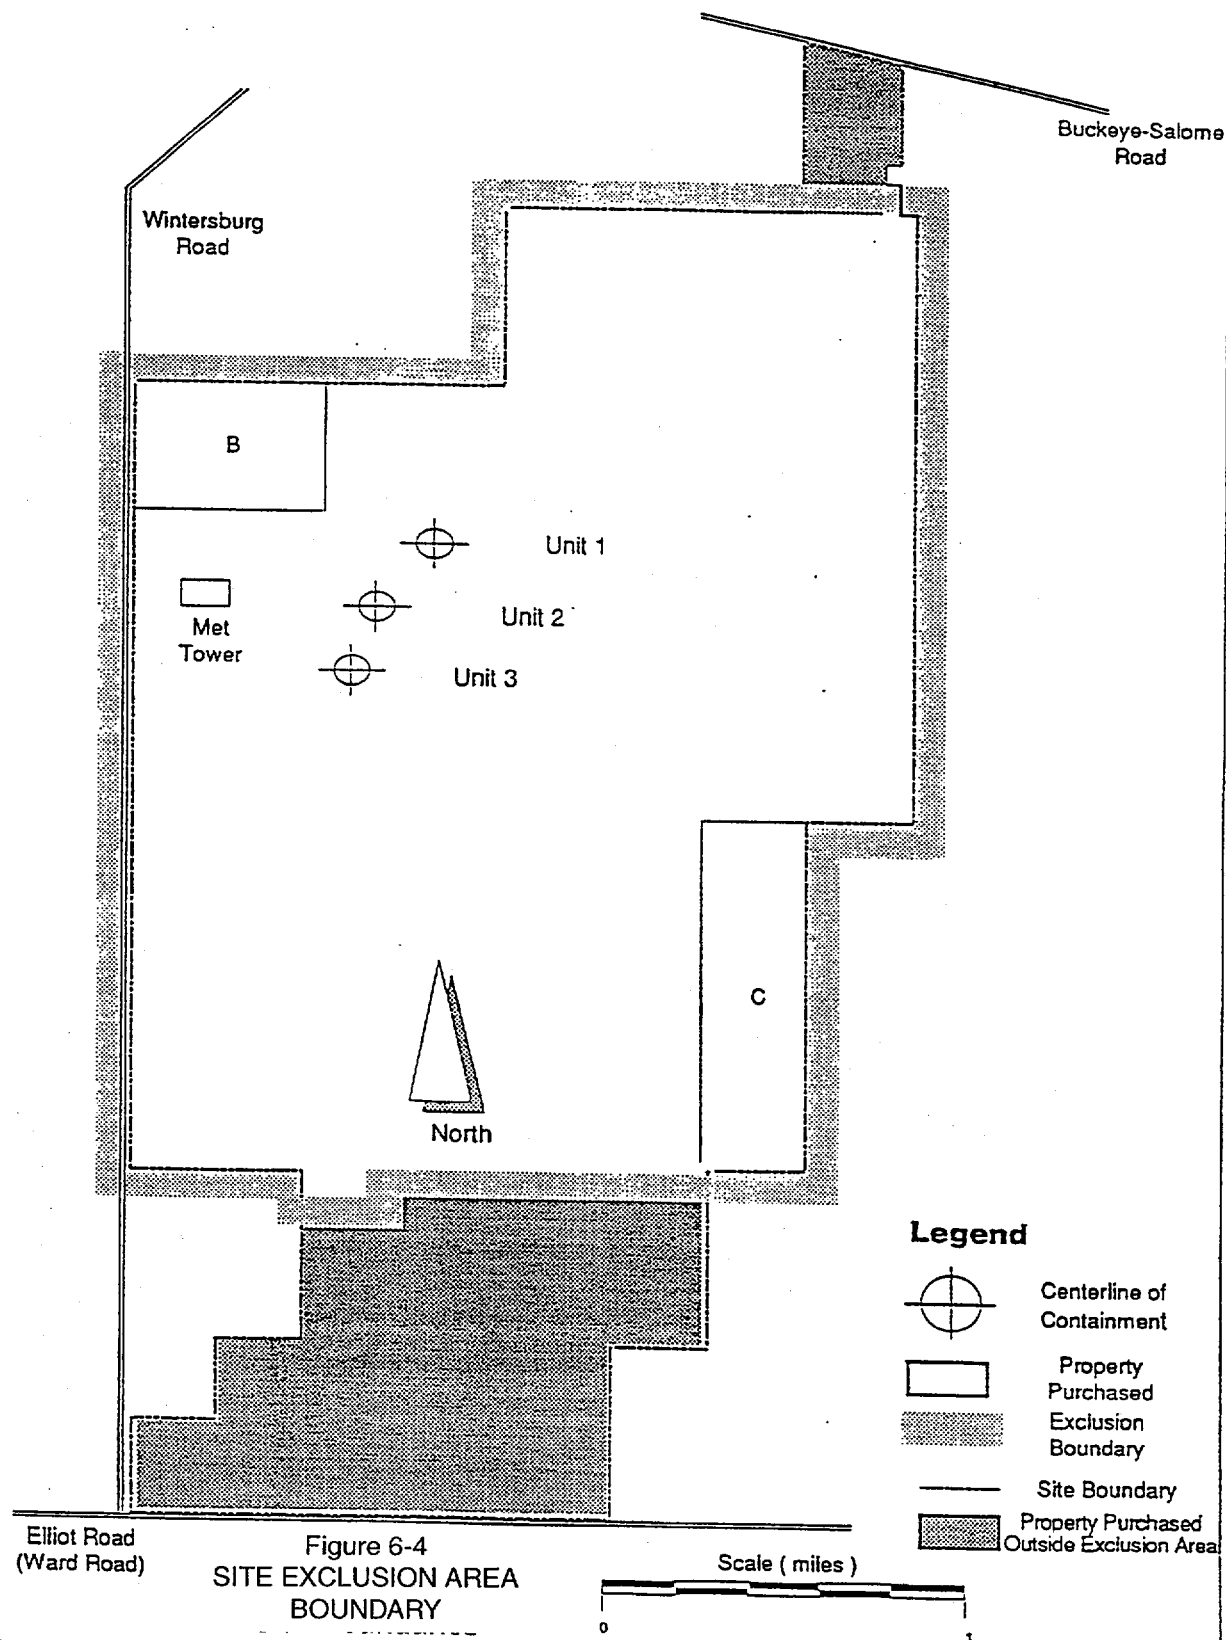 Buckeye-Salome
Road
Wintersburg
Road
B
Unit 1
Unit 2
Met
Tower
Unit 3
C
North
Legend
Centerline of
Containment
Property
Purchased
Exclusion
Boundary
Site Boundary
Property Purchased
Outside Exclusion Area
Elliot Road
(Ward Road)
Figure 6-4
SITE EXCLUSION AREA
BOUNDARY
Scale ( miles )
0
1